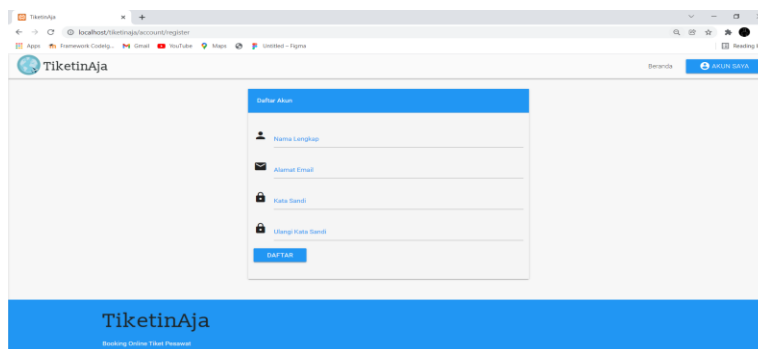 TiketinAja
localhost/tiketinaja/account/register
Apps Framework CodeIg... Gmail YouTube Maps Untitled – Figma Reading l
TiketinAja Beranda AKUN SAYA
Daftar Akun
Nama Lengkap
Alamat Email
Kata Sandi
Ulangi Kata Sandi
DAFTAR
TiketinAja
Booking Online Tiket Pesawat